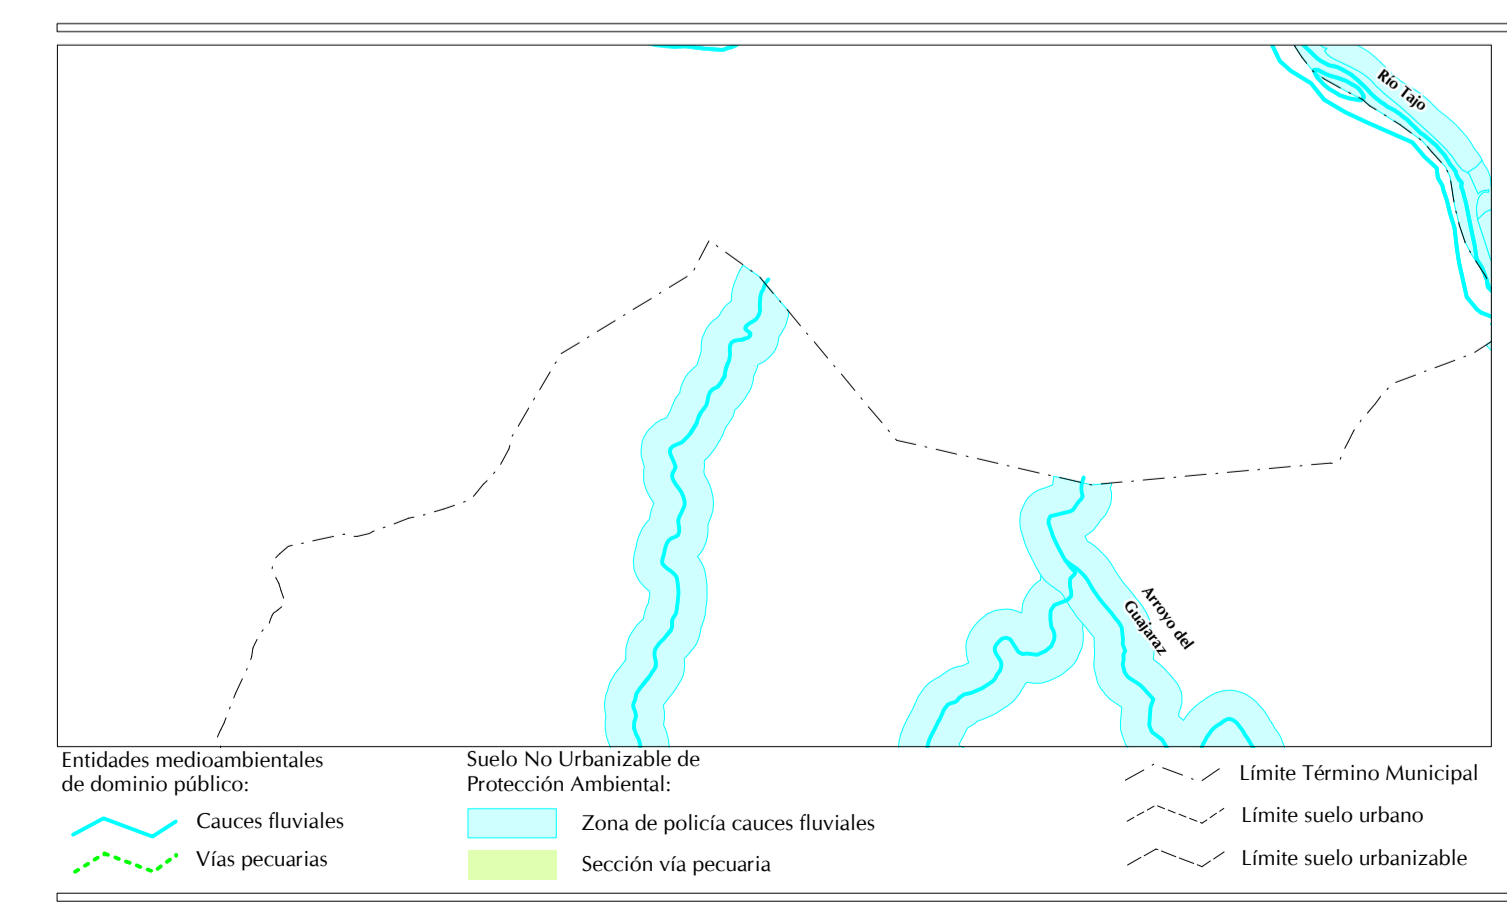 Río Tajo
Arroyo del
Guajaraz
Entidades medioambientales
de dominio público:
Cauces fluviales
Vías pecuarias
Suelo No Urbanizable de
Protección Ambiental:
Zona de policía cauces fluviales
Sección vía pecuaria
Límite Término Municipal
Límite suelo urbano
Límite suelo urbanizable